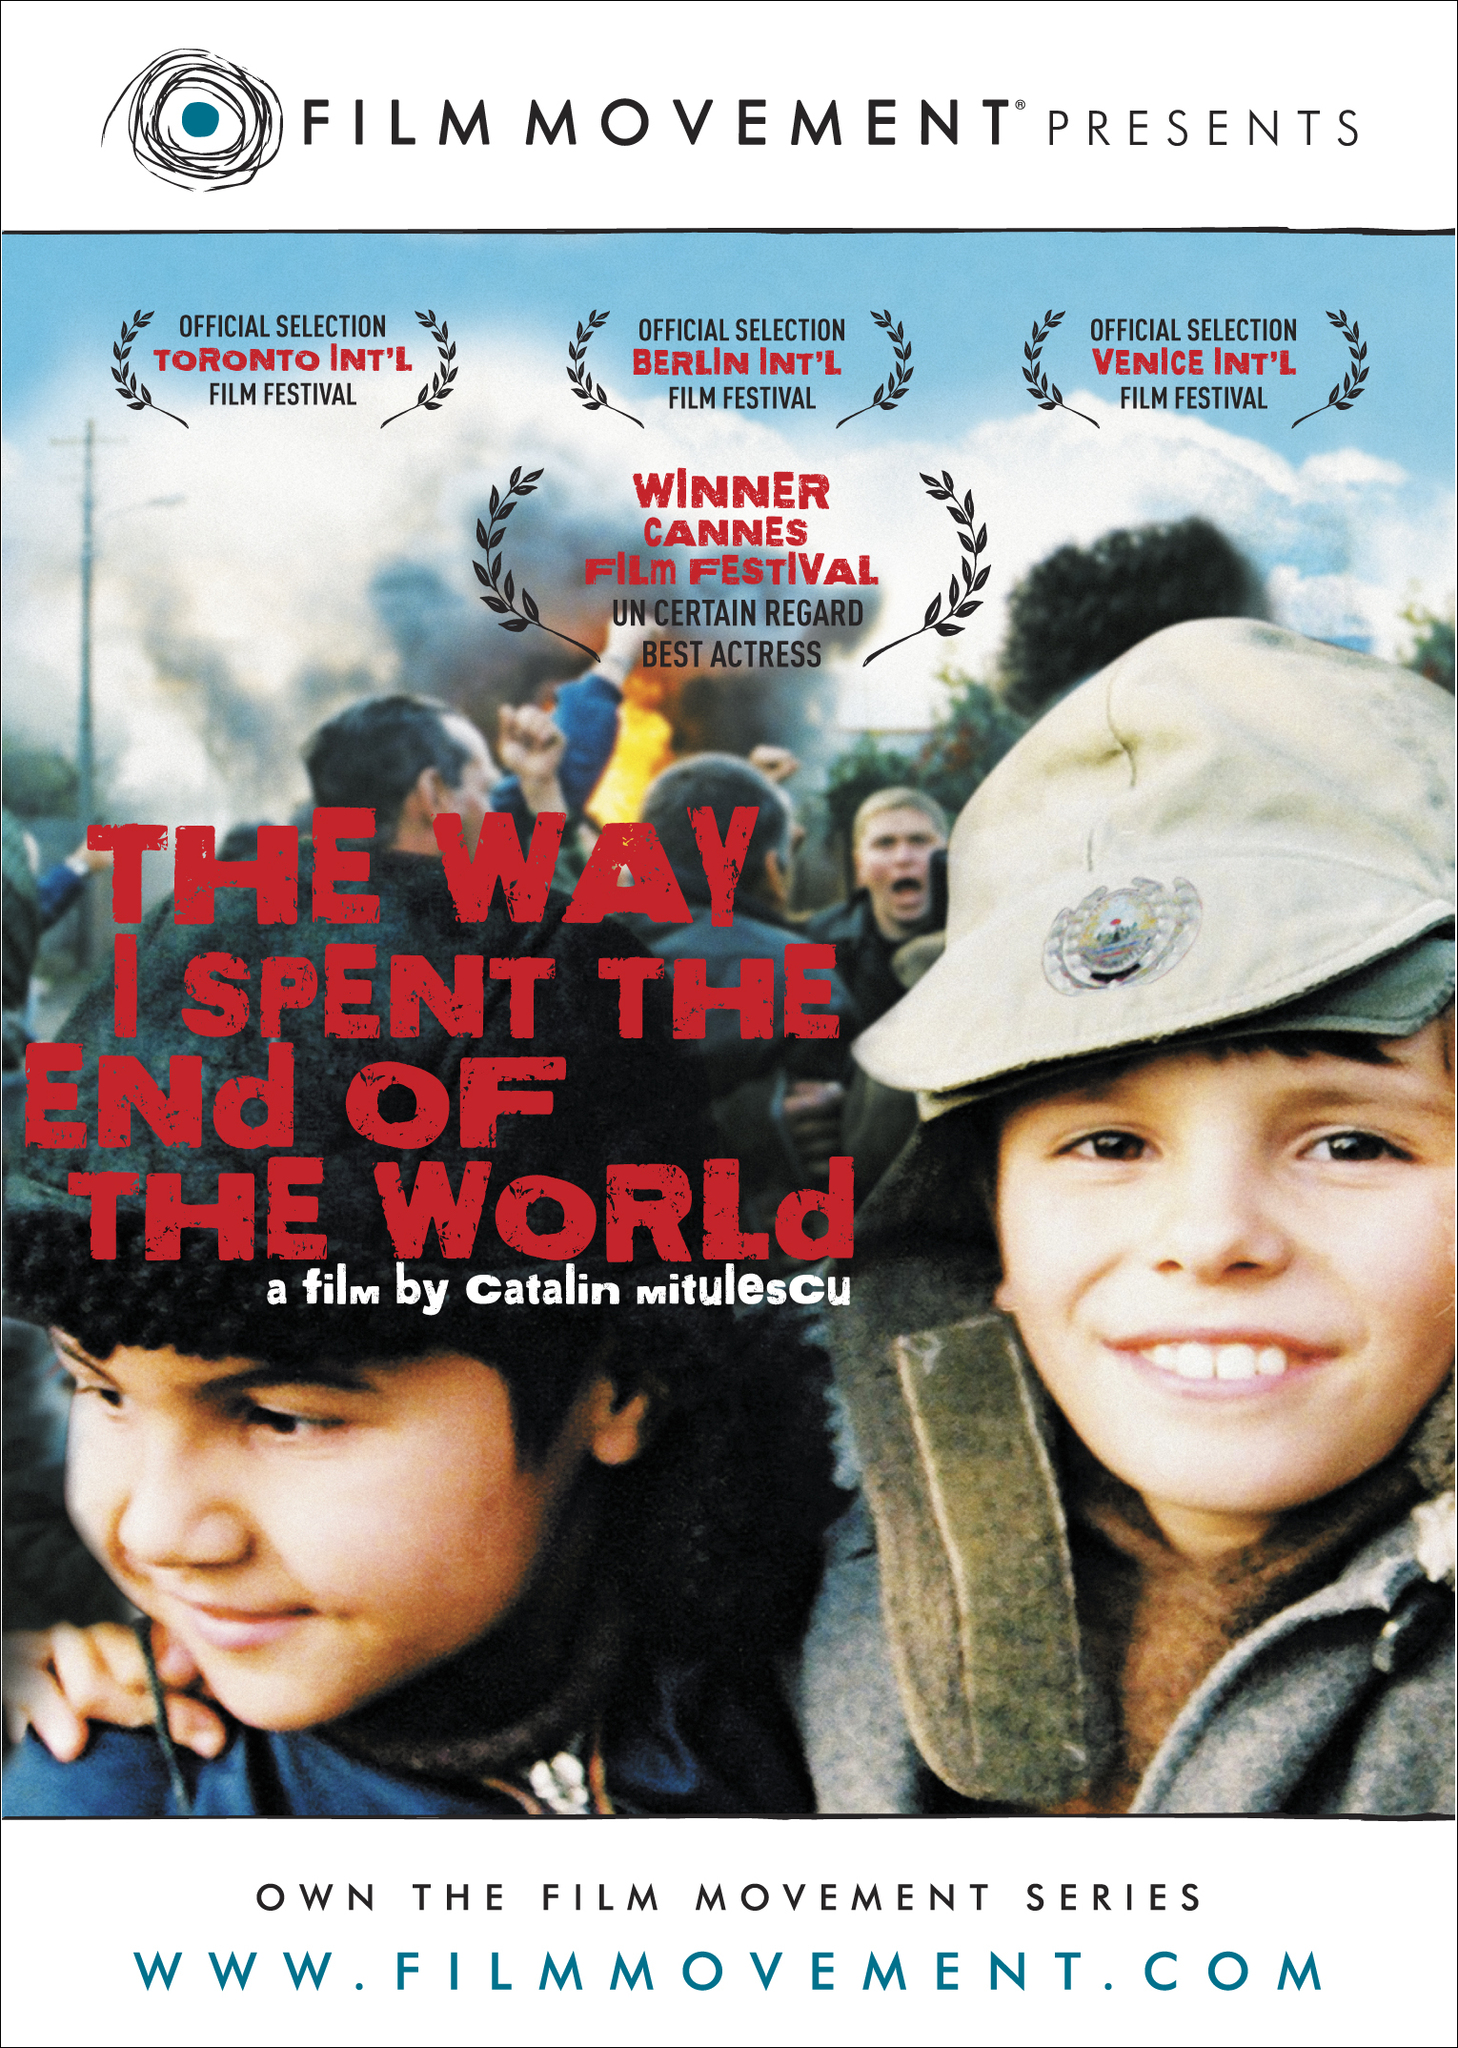 FILM MOVEMENT® PRESENTS
OFFICIAL SELECTION
TORONTO INT'L
FILM FESTIVAL
OFFICIAL SELECTION
BERLIN INT'L
FILM FESTIVAL
OFFICIAL SELECTION
VENICE INT'L
FILM FESTIVAL
WINNER
CANNES
FILM FESTIVAL
UN CERTAIN REGARD
BEST ACTRESS
THE WAY
I SPENT THE
END OF
THE WORLD
a film by Catalin Mitulescu
OWN THE FILM MOVEMENT SERIES
WWW.FILMMOVEMENT.COM